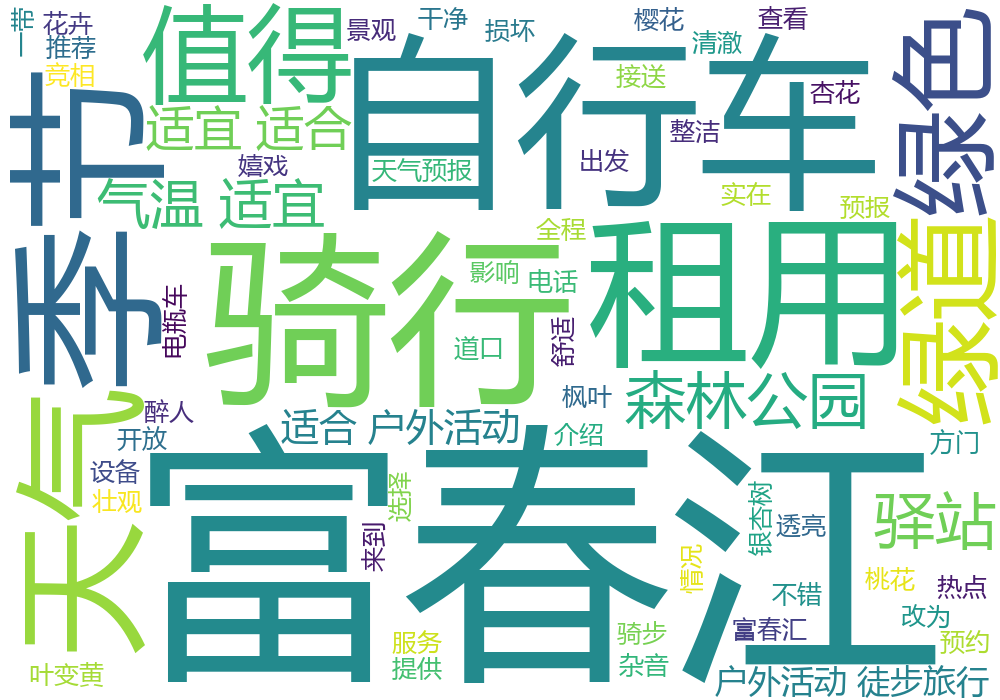 一带
花卉
推荐
竞相
值得
景观
干净
损坏
樱花
查看
清澈
接送
杏花
绿色
季节
适宜 适合
自行车
整洁
嬉戏
天气预报
出发
气温 适宜
实在
预报
全程
骑行
租用
绿道
影响
电话
道口
舒适
电瓶车
森林公园
枫叶
天气
醉人
开放
适合 户外活动
介绍
方门
设备
壮观
选择
富春江
银杏树
透亮
驿站
来到
情况
不错
桃花
热点
改为
服务
骑步
富春汇
预约
叶变黄
提供
杂音
户外活动 徒步旅行